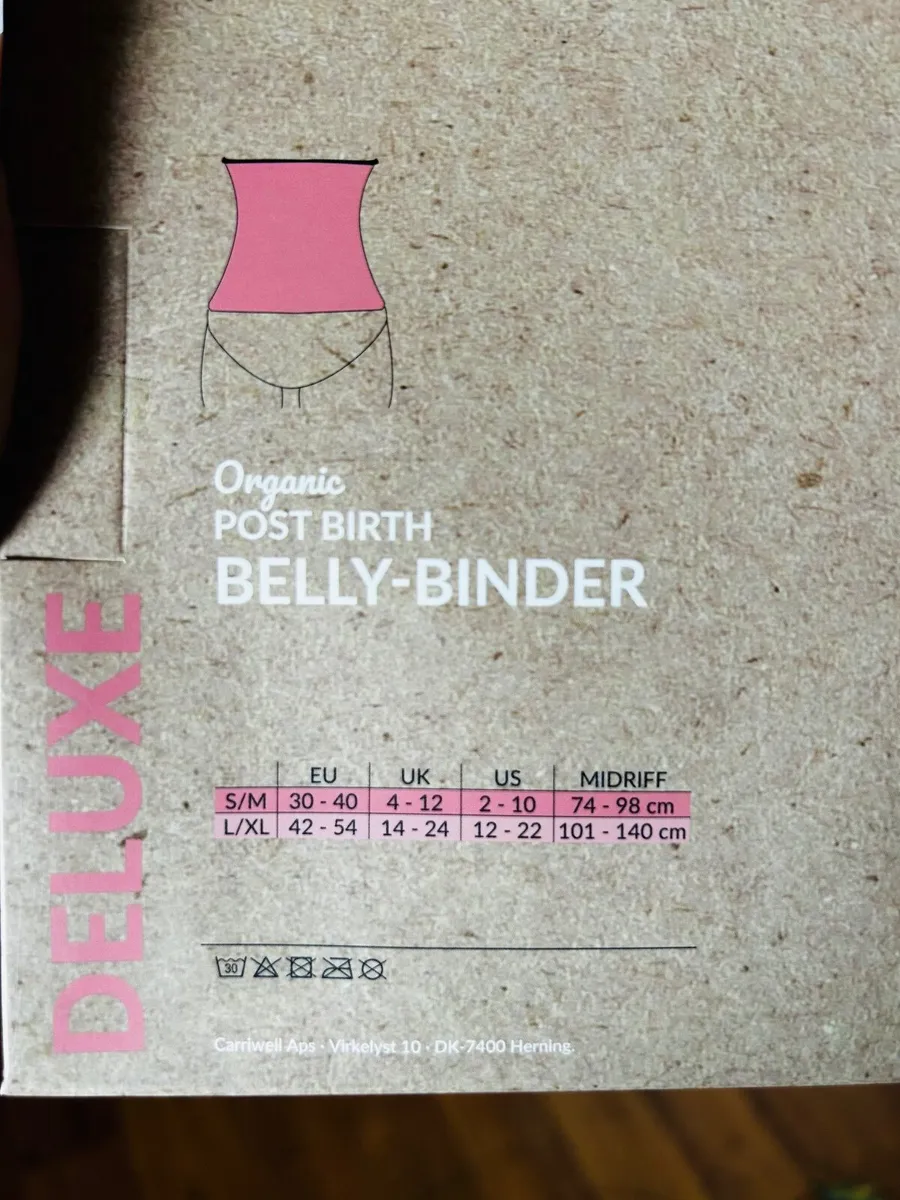 Organic
POST BIRTH
BELLY-BINDER
DELUXE
EU UK US MIDRIFF
S/M 30 - 40 4 - 12 2 - 10 74 - 98 cm
L/XL 42 - 54 14 - 24 12 - 22 101 - 140 cm
30
Carriwell Aps · Virkelyst 10 · DK-7400 Herning.